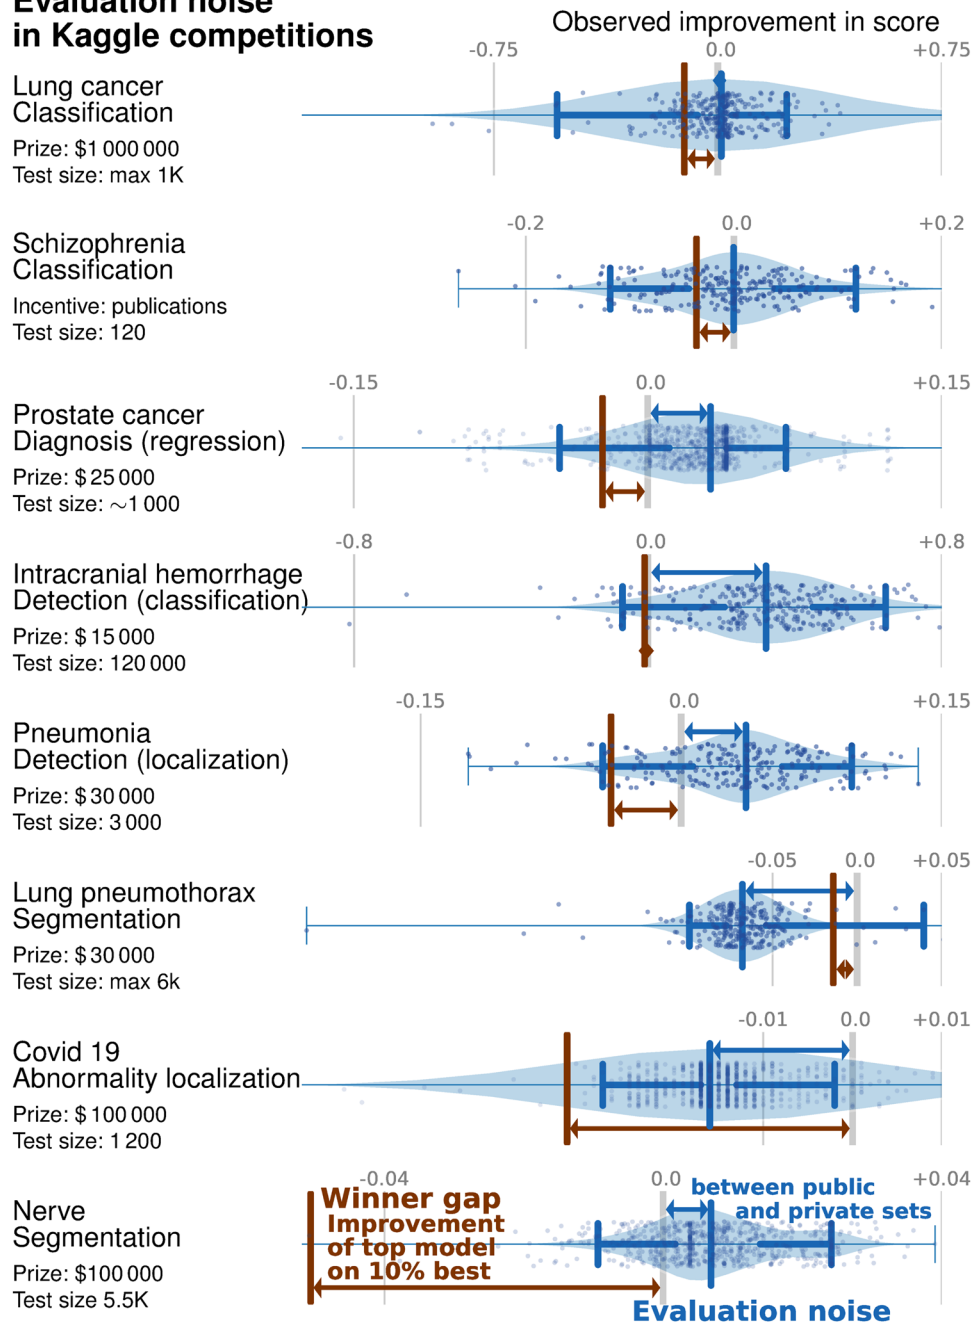 Evaluation noise
in Kaggle competitions
Observed improvement in score
-0.75 0.0 +0.75
Lung cancer
Classification
Prize: $1 000 000
Test size: max 1K
-0.2 0.0 +0.2
Schizophrenia
Classification
Incentive: publications
Test size: 120
-0.15 0.0 +0.15
Prostate cancer
Diagnosis (regression)
Prize: $ 25 000
Test size: ~1 000
-0.8 0.0 +0.8
Intracranial hemorrhage
Detection (classification)
Prize: $ 15 000
Test size: 120 000
-0.15 0.0 +0.15
Pneumonia
Detection (localization)
Prize: $ 30 000
Test size: 3 000
-0.05 0.0 +0.05
Lung pneumothorax
Segmentation
Prize: $ 30 000
Test size: max 6k
-0.01 0.0 +0.01
Covid 19
Abnormality localization
Prize: $ 100 000
Test size: 1 200
-0.04 0.0 +0.04
Nerve
Segmentation
Prize: $100 000
Test size 5.5K
Winner gap
Improvement
of top model
on 10% best
between public
and private sets
Evaluation noise